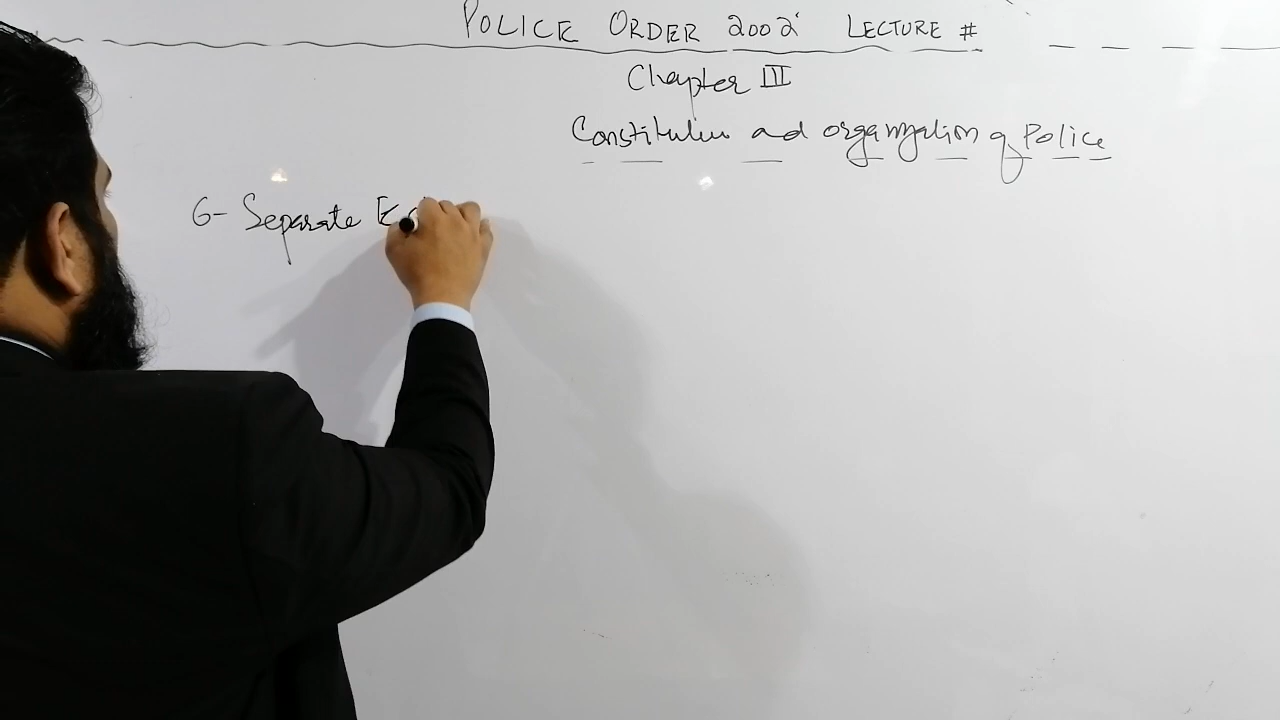 POLICE ORDER 2002' LECTURE #
Chapter III
Constitution and organization of Police
6- Separate